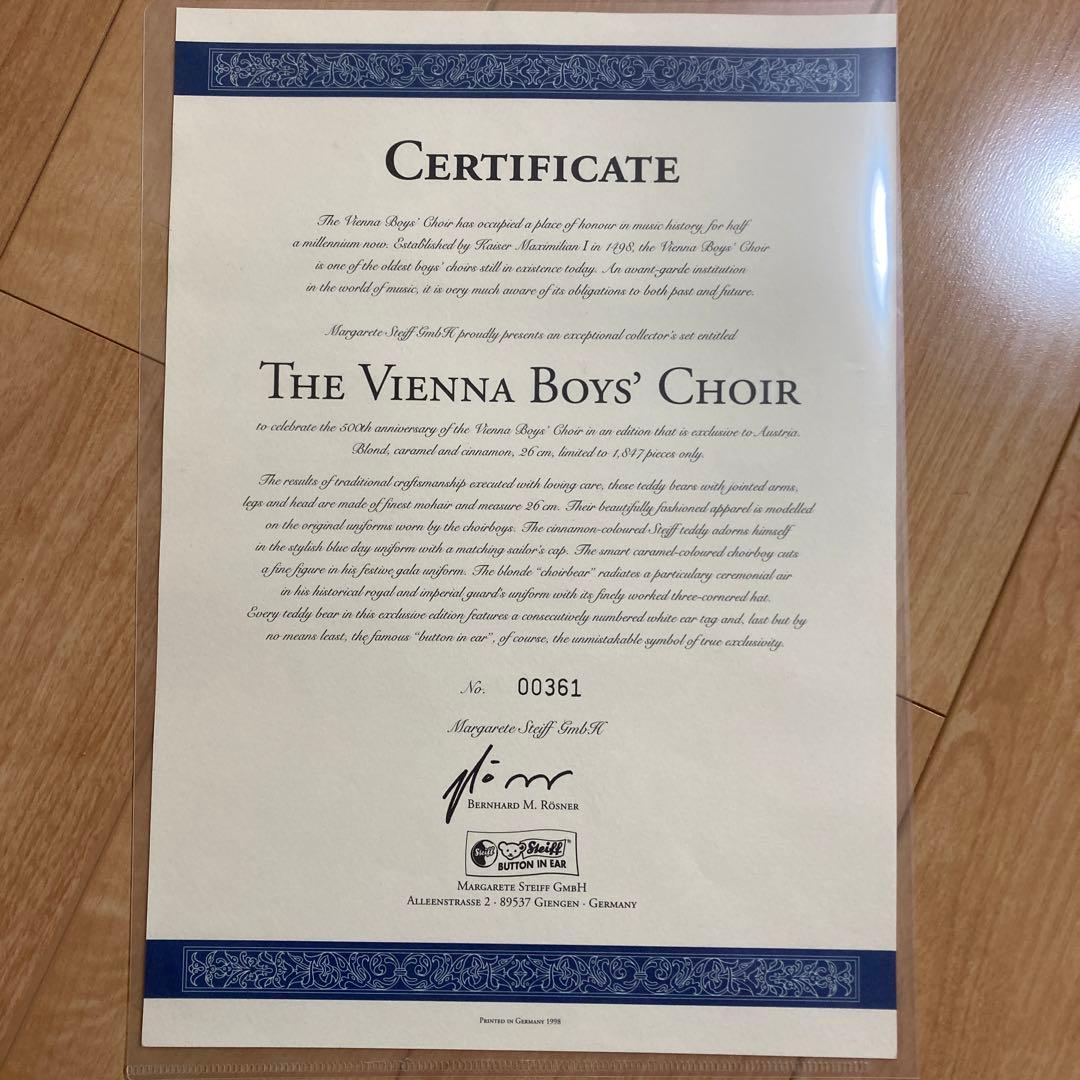 CERTIFICATE
The Vienna Boys' Choir has occupied a place of honour in music history for half
a millennium now. Established by Kaiser Maximilian I in 1498, the Vienna Boys' Choir
is one of the oldest boys' choirs still in existence today. An avant-garde institution
in the world of music, it is very much aware of its obligations to both past and future.
Margarete Steiff GmbH proudly presents an exceptional collector's set entitled
THE VIENNA BOYS' CHOIR
to celebrate the 500th anniversary of the Vienna Boys' Choir in an edition that is exclusive to Austria.
Blond, caramel and cinnamon, 26 cm, limited to 1,847 pieces only.
The results of traditional craftsmanship executed with loving care, these teddy bears with jointed arms,
legs and head are made of finest mohair and measure 26 cm. Their beautifully fashioned apparel is modelled
on the original uniforms worn by the choirboys. The cinnamon-coloured Steiff teddy adorns himself
in the stylish blue day uniform with a matching sailor's cap. The smart caramel-coloured choirboy cuts
a fine figure in his festive gala uniform. The blonde "choirbear" radiates a particulary ceremonial air
in his historical royal and imperial guard's uniform with its finely worked three-cornered hat.
Every teddy bear in this exclusive edition features a consecutively numbered white ear tag and, last but by
no means least, the famous "button in ear", of course, the unmistakable symbol of true exclusivity.
No. 00361
Margarete Steiff GmbH
BERNHARD M. RÖSNER
Steiff Steiff
BUTTON IN EAR
MARGARETE STEIFF GMBH
ALLEENSTRASSE 2 · 89537 GIENGEN · GERMANY
PRINTED IN GERMANY 1998